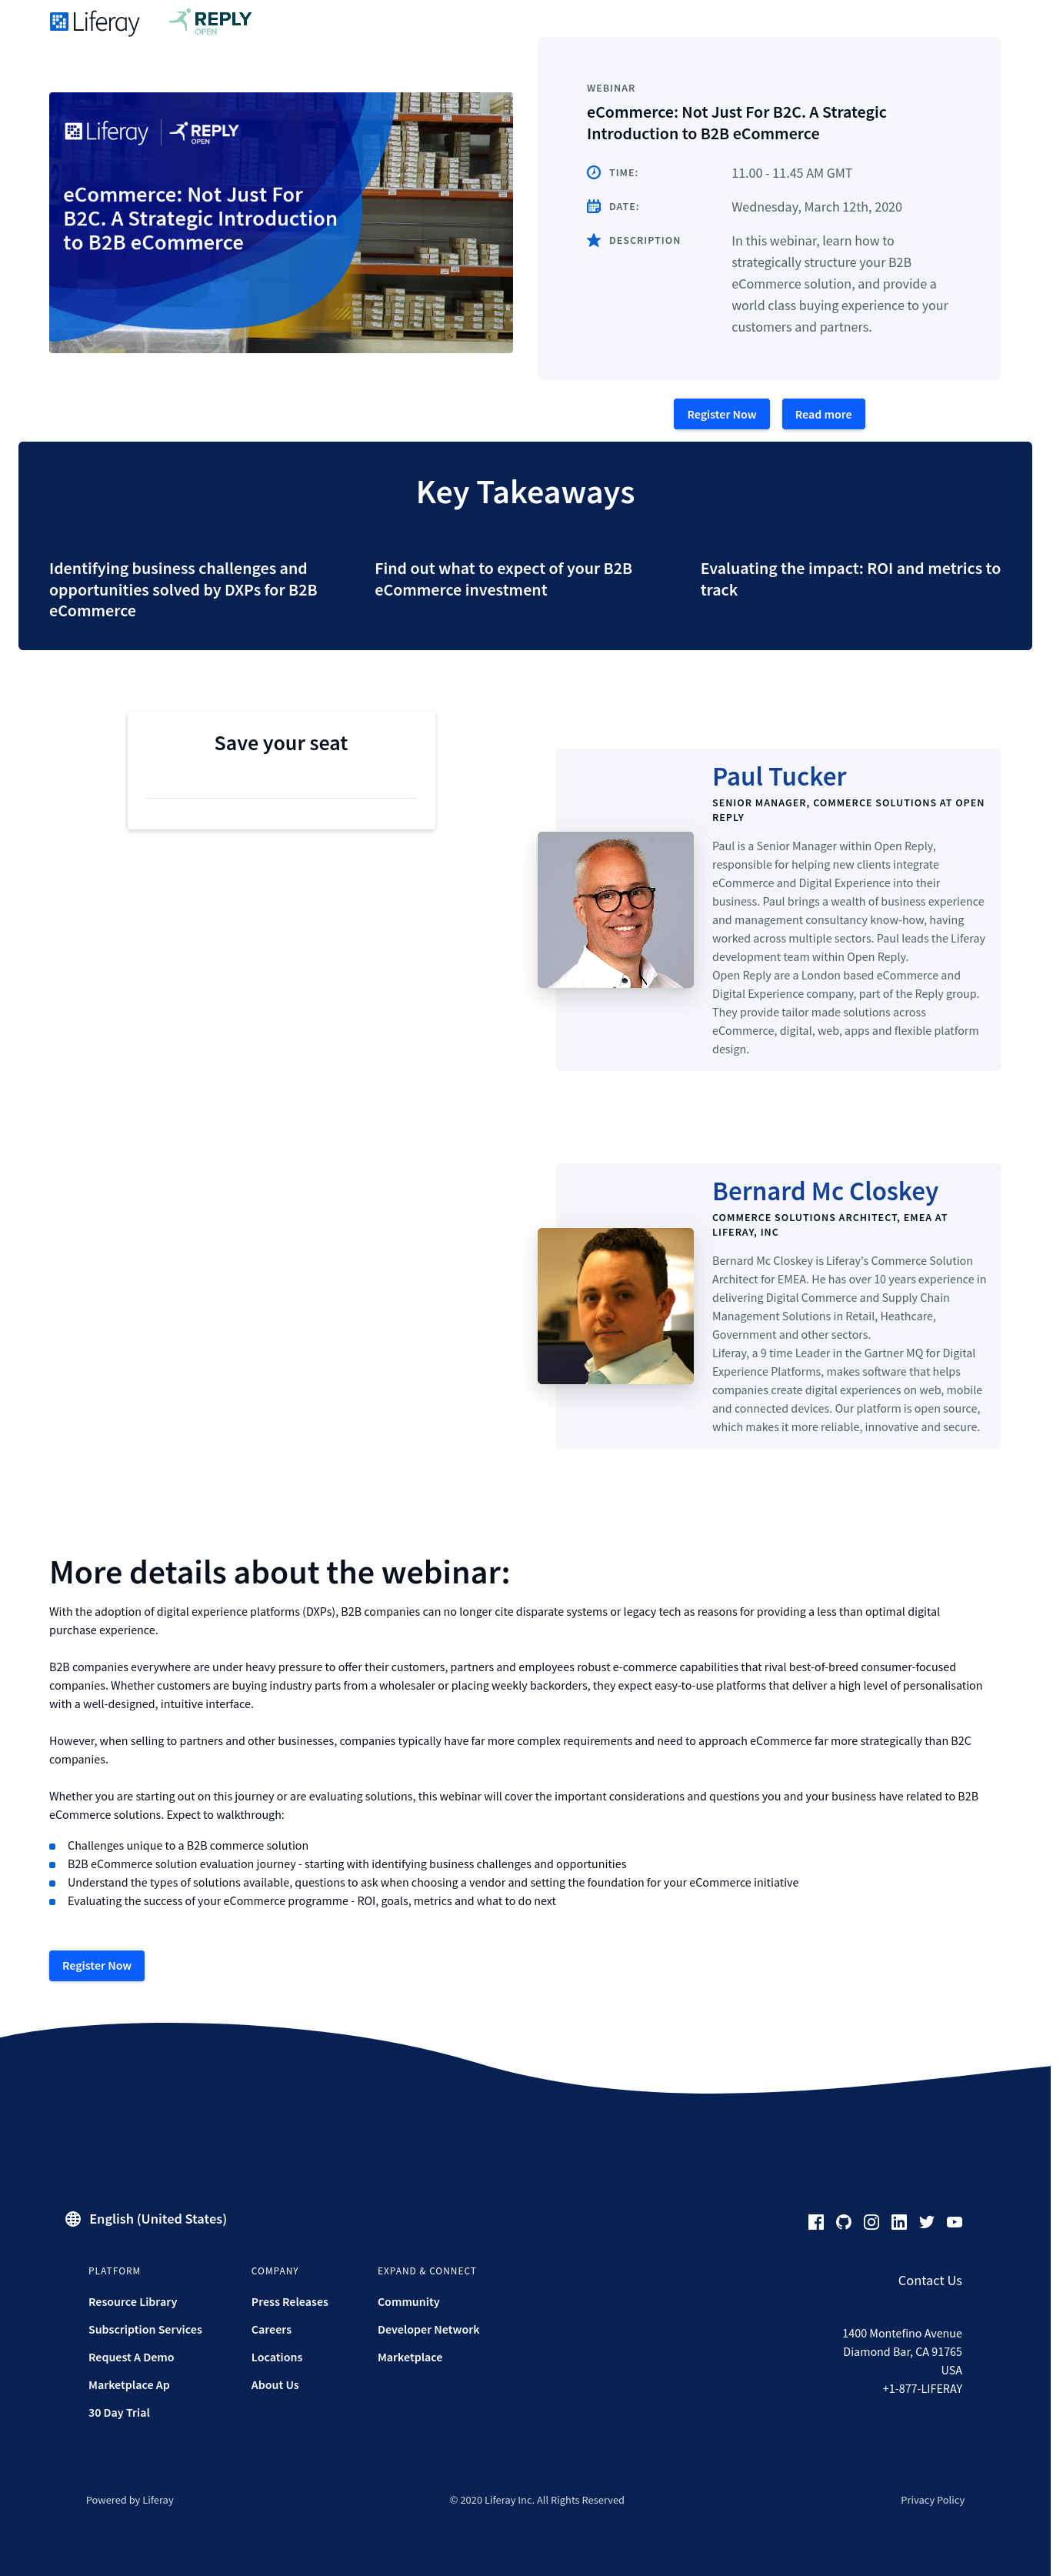 Liferay
REPLY
OPEN
Liferay
REPLY
OPEN
eCommerce: Not Just For
B2C. A Strategic Introduction
to B2B eCommerce
WEBINAR
eCommerce: Not Just For B2C. A Strategic
Introduction to B2B eCommerce
TIME:
11.00 - 11.45 AM GMT
DATE:
Wednesday, March 12th, 2020
DESCRIPTION
In this webinar, learn how to
strategically structure your B2B
eCommerce solution, and provide a
world class buying experience to your
customers and partners.
Register Now
Read more
Key Takeaways
Identifying business challenges and
opportunities solved by DXPs for B2B
eCommerce
Find out what to expect of your B2B
eCommerce investment
Evaluating the impact: ROI and metrics to
track
Save your seat
Paul Tucker
SENIOR MANAGER, COMMERCE SOLUTIONS AT OPEN
REPLY
Paul is a Senior Manager within Open Reply,
responsible for helping new clients integrate
eCommerce and Digital Experience into their
business. Paul brings a wealth of business experience
and management consultancy know-how, having
worked across multiple sectors. Paul leads the Liferay
development team within Open Reply.
Open Reply are a London based eCommerce and
Digital Experience company, part of the Reply group.
They provide tailor made solutions across
eCommerce, digital, web, apps and flexible platform
design.
Bernard Mc Closkey
COMMERCE SOLUTIONS ARCHITECT, EMEA AT
LIFERAY, INC
Bernard Mc Closkey is Liferay's Commerce Solution
Architect for EMEA. He has over 10 years experience in
delivering Digital Commerce and Supply Chain
Management Solutions in Retail, Heathcare,
Government and other sectors.
Liferay, a 9 time Leader in the Gartner MQ for Digital
Experience Platforms, makes software that helps
companies create digital experiences on web, mobile
and connected devices. Our platform is open source,
which makes it more reliable, innovative and secure.
More details about the webinar:
With the adoption of digital experience platforms (DXPs), B2B companies can no longer cite disparate systems or legacy tech as reasons for providing a less than optimal digital
purchase experience.
B2B companies everywhere are under heavy pressure to offer their customers, partners and employees robust e-commerce capabilities that rival best-of-breed consumer-focused
companies. Whether customers are buying industry parts from a wholesaler or placing weekly backorders, they expect easy-to-use platforms that deliver a high level of personalisation
with a well-designed, intuitive interface.
However, when selling to partners and other businesses, companies typically have far more complex requirements and need to approach eCommerce far more strategically than B2C
companies.
Whether you are starting out on this journey or are evaluating solutions, this webinar will cover the important considerations and questions you and your business have related to B2B
eCommerce solutions. Expect to walkthrough:
Challenges unique to a B2B commerce solution
B2B eCommerce solution evaluation journey - starting with identifying business challenges and opportunities
Understand the types of solutions available, questions to ask when choosing a vendor and setting the foundation for your eCommerce initiative
Evaluating the success of your eCommerce programme - ROI, goals, metrics and what to do next
Register Now
English (United States)
PLATFORM
Resource Library
Subscription Services
Request A Demo
Marketplace Ap
30 Day Trial
COMPANY
Press Releases
Careers
Locations
About Us
EXPAND & CONNECT
Community
Developer Network
Marketplace
Contact Us
1400 Montefino Avenue
Diamond Bar, CA 91765
USA
+1-877-LIFERAY
Powered by Liferay
© 2020 Liferay Inc. All Rights Reserved
Privacy Policy